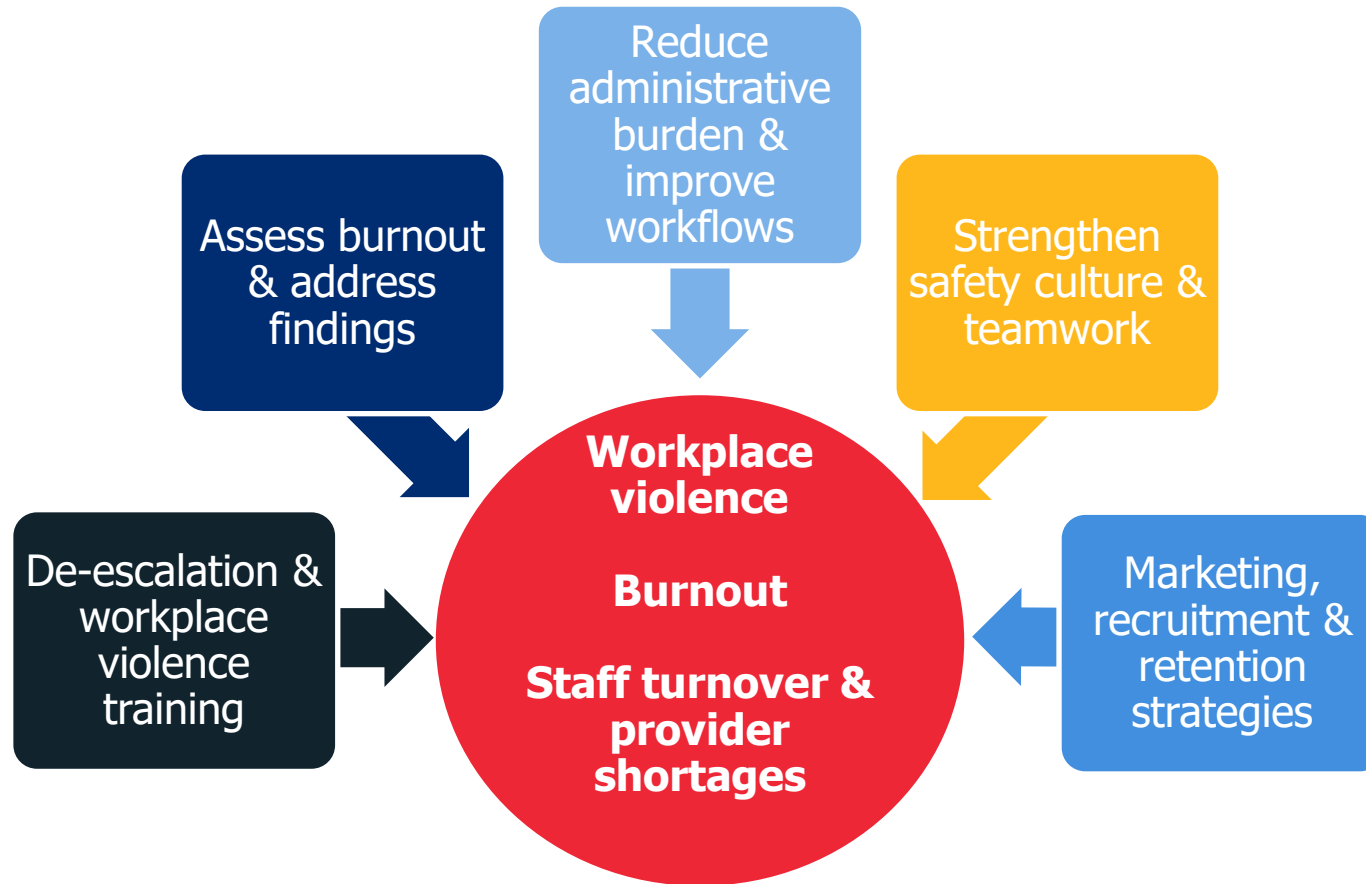 Reduce
administrative
burden &
improve
workflows
Assess burnout
& address
findings
Strengthen
safety culture &
teamwork
De-escalation &
workplace
violence
training
Workplace
violence
Burnout
Staff turnover &
provider
shortages
Marketing,
recruitment &
retention
strategies